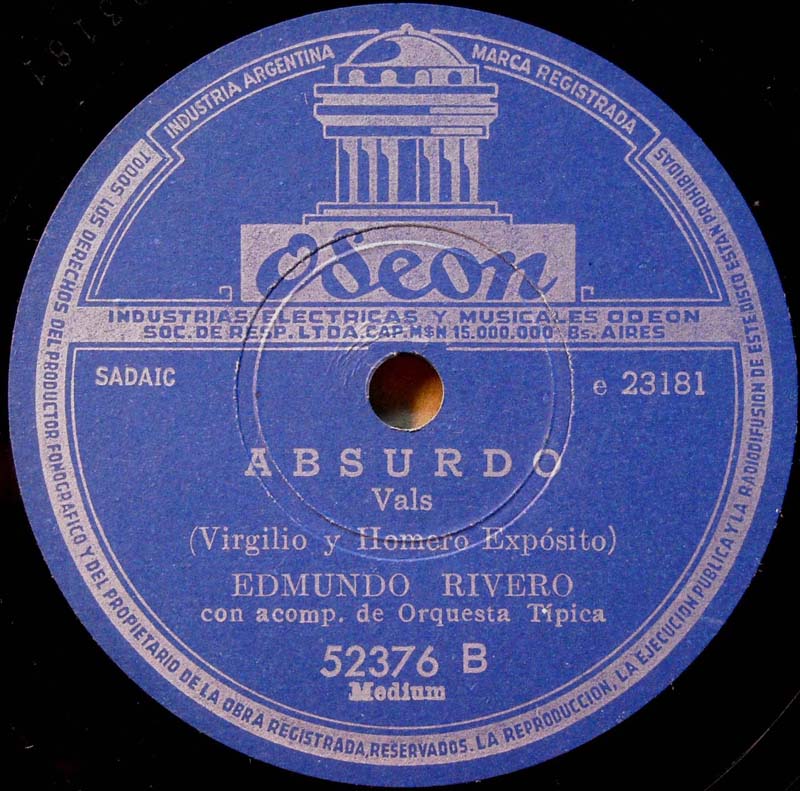 INDUSTRIA ARGENTINA
MARCA REGISTRADA
Odeon
INDUSTRIAS ELECTRICAS Y MUSICALES ODEON
SOC. DE RESP. LTDA. CAP. M$N 15.000.000 Bs. AIRES
SADAIC
e 23181
ABSURDO
Vals
(Virgilio y Homero Expósito)
EDMUNDO RIVERO
con acomp. de Orquesta Típica
52376 B
Medium
TODOS LOS DERECHOS DEL PRODUCTOR FONOGRÁFICO Y DEL PROPIETARIO DE LA OBRA REGISTRADA, RESERVADOS. LA REPRODUCCION, LA EJECUCION PUBLICA Y LA RADIODIFUSION DE ESTE DISCO ESTAN PROHIBIDAS